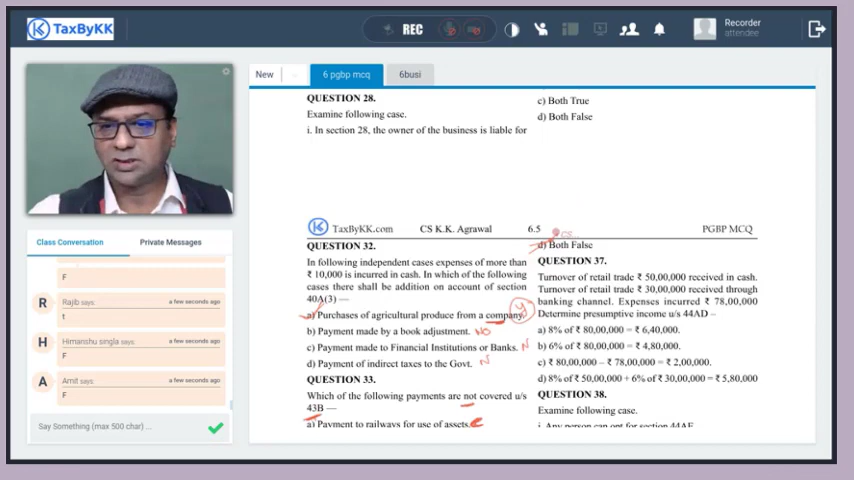 TaxByKK
REC
Recorder
attendee
New
6 pgbp mcq
6busi
QUESTION 28.
Examine following case.
i. In section 28, the owner of the business is liable for
c) Both True
d) Both False
TaxByKK.com
CS K.K. Agrawal
6.5
PGBP MCQ
QUESTION 32.
In following independent cases expenses of more than
₹ 10,000 is incurred in cash. In which of the following
cases there shall be addition on account of section
40A(3) —
a) Purchases of agricultural produce from a company.
b) Payment made by a book adjustment. NO
c) Payment made to Financial Institutions or Banks. N
d) Payment of indirect taxes to the Govt. N
QUESTION 33.
Which of the following payments are not covered u/s
43B —
a) Payment to railways for use of assets.
CS...
d) Both False
QUESTION 37.
Turnover of retail trade ₹ 50,00,000 received in cash.
Turnover of retail trade ₹ 30,00,000 received through
banking channel. Expenses incurred ₹ 78,00,000
Y
Determine presumptive income u/s 44AD –
a) 8% of ₹ 80,00,000 = ₹ 6,40,000.
b) 6% of ₹ 80,00,000 = ₹ 4,80,000.
c) ₹ 80,00,000 – ₹ 78,00,000 = ₹ 2,00,000.
d) 8% of ₹ 50,00,000 + 6% of ₹ 30,00,000 = ₹ 5,80,000
QUESTION 38.
Examine following case.
i. Any person can opt for section 44AE
Class Conversation
Private Messages
F
R
Rajib says:
a few seconds ago
t
H
Himanshu singla says:
a few seconds ago
F
A
Amit says:
a few seconds ago
F
Say Something (max 500 char) ...